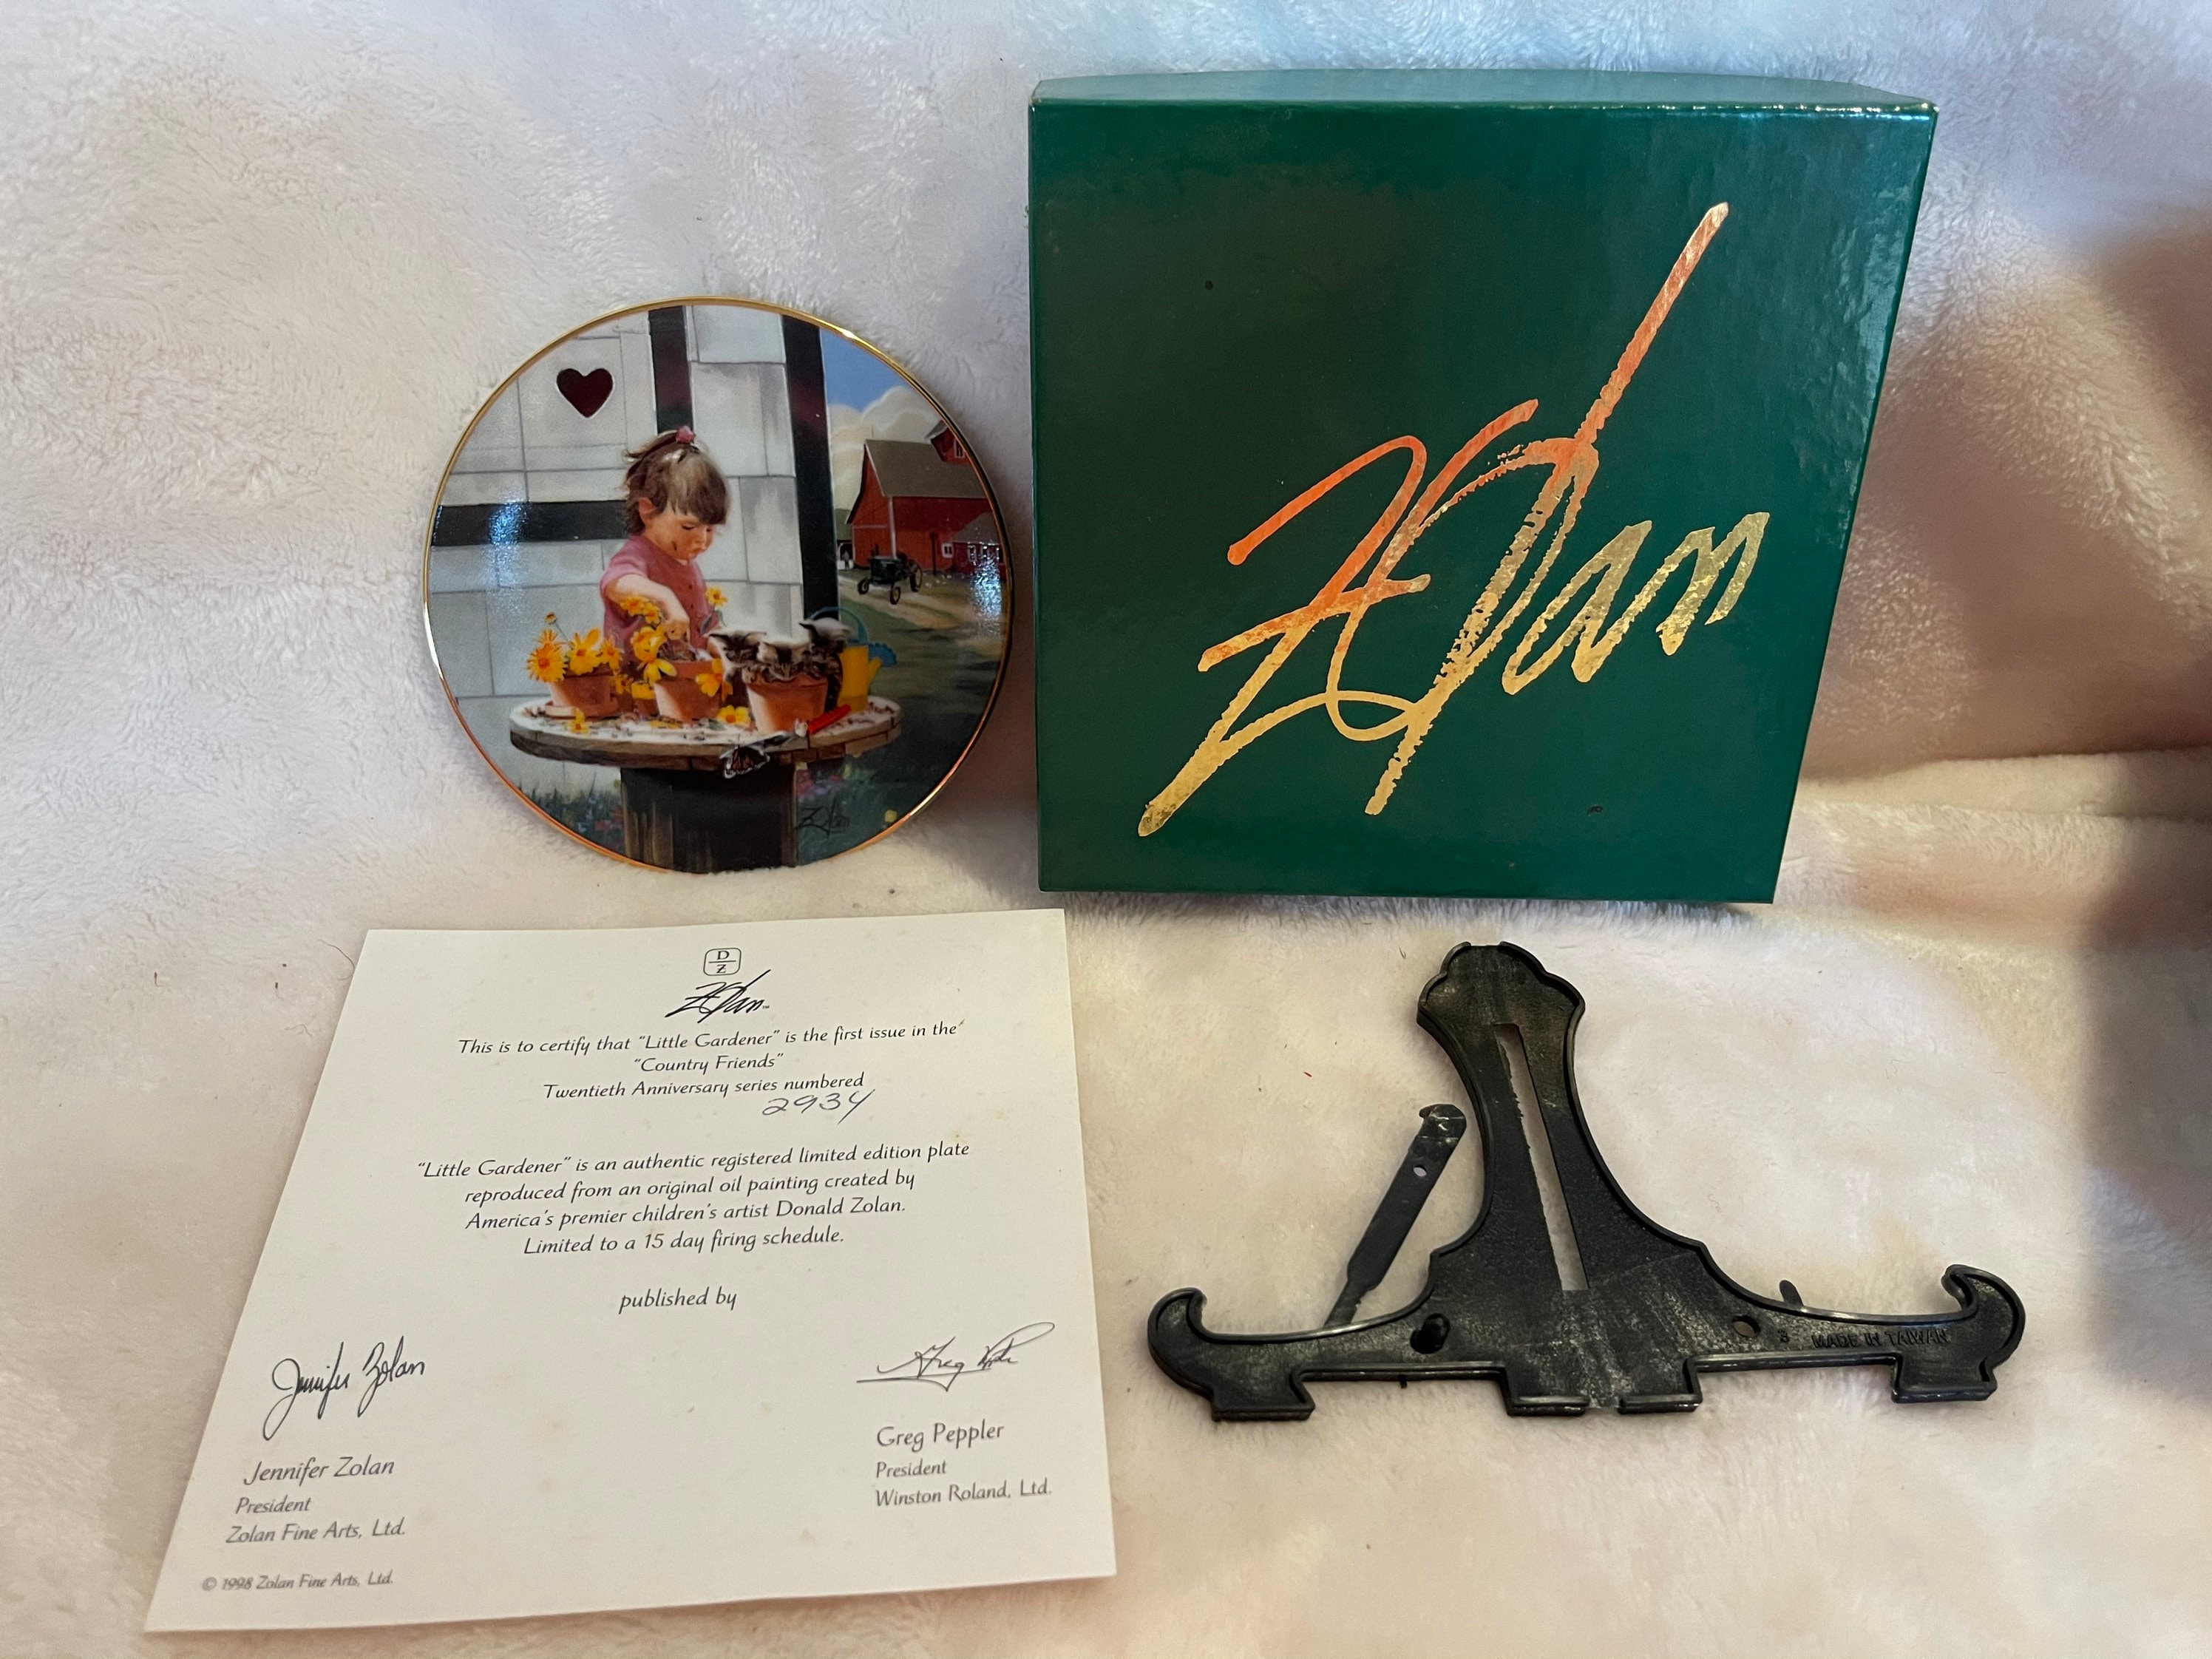 Zolan
Zolan
D
Z
Zolan
This is to certify that "Little Gardener" is the first issue in the
"Country Friends"
Twentieth Anniversary series numbered
2934
"Little Gardener" is an authentic registered limited edition plate
reproduced from an original oil painting created by
America's premier children's artist Donald Zolan.
Limited to a 15 day firing schedule.
published by
Jennifer Zolan
Jennifer Zolan
President
Zolan Fine Arts, Ltd.
© 1998 Zolan Fine Arts, Ltd.
Greg Peppler
President
Winston Roland, Ltd.
3 MADE IN TAIWAN